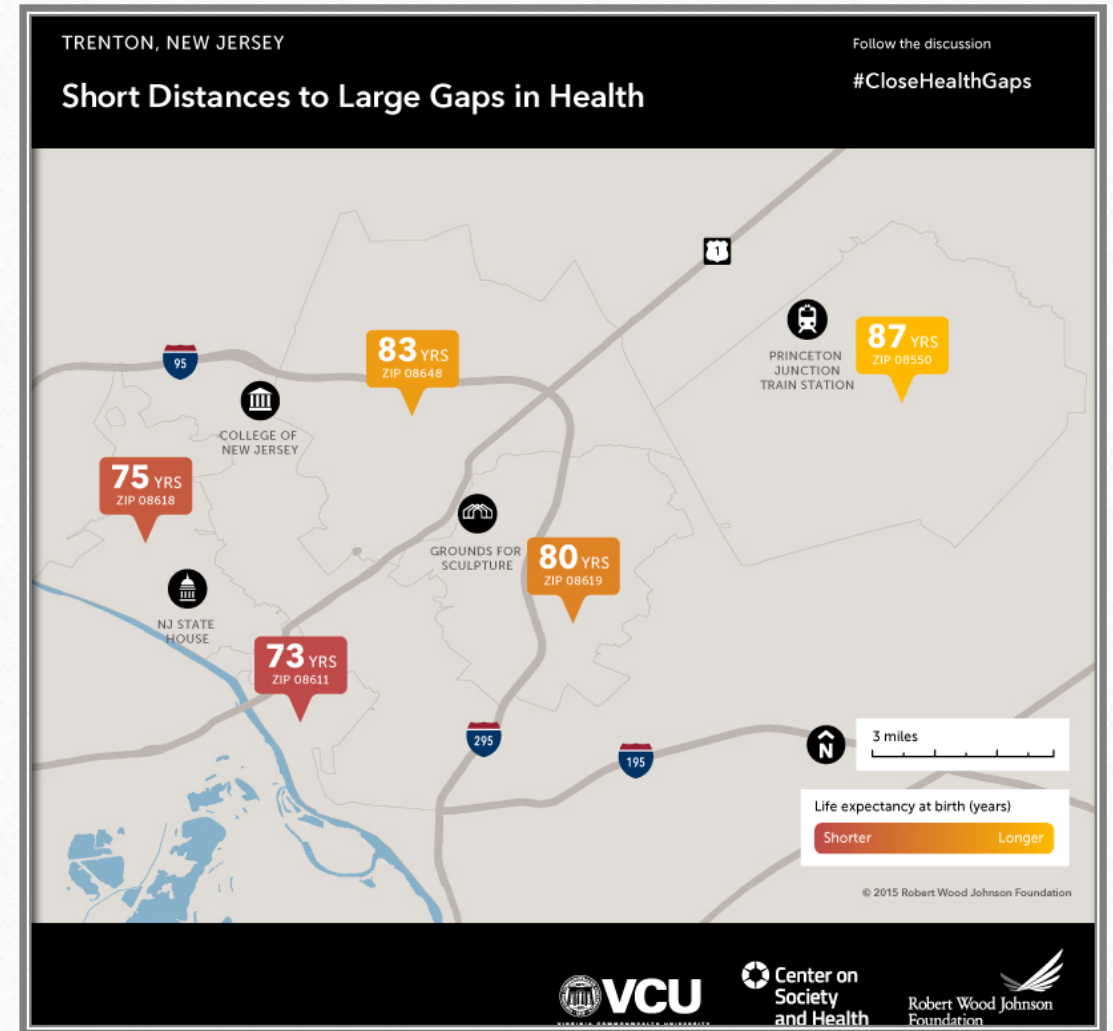 TRENTON, NEW JERSEY
Short Distances to Large Gaps in Health
Follow the discussion
#CloseHealthGaps
1
95
83 YRS
ZIP 08648
87 YRS
ZIP 08550
PRINCETON
JUNCTION
TRAIN STATION
COLLEGE OF
NEW JERSEY
75 YRS
ZIP 08618
GROUNDS FOR
SCULPTURE
80 YRS
ZIP 08619
NJ STATE
HOUSE
73 YRS
ZIP 08611
295
195
N
3 miles
Life expectancy at birth (years)
Shorter
Longer
© 2015 Robert Wood Johnson Foundation
VCU
VIRGINIA COMMONWEALTH UNIVERSITY
Center on
Society
and Health
Robert Wood Johnson
Foundation